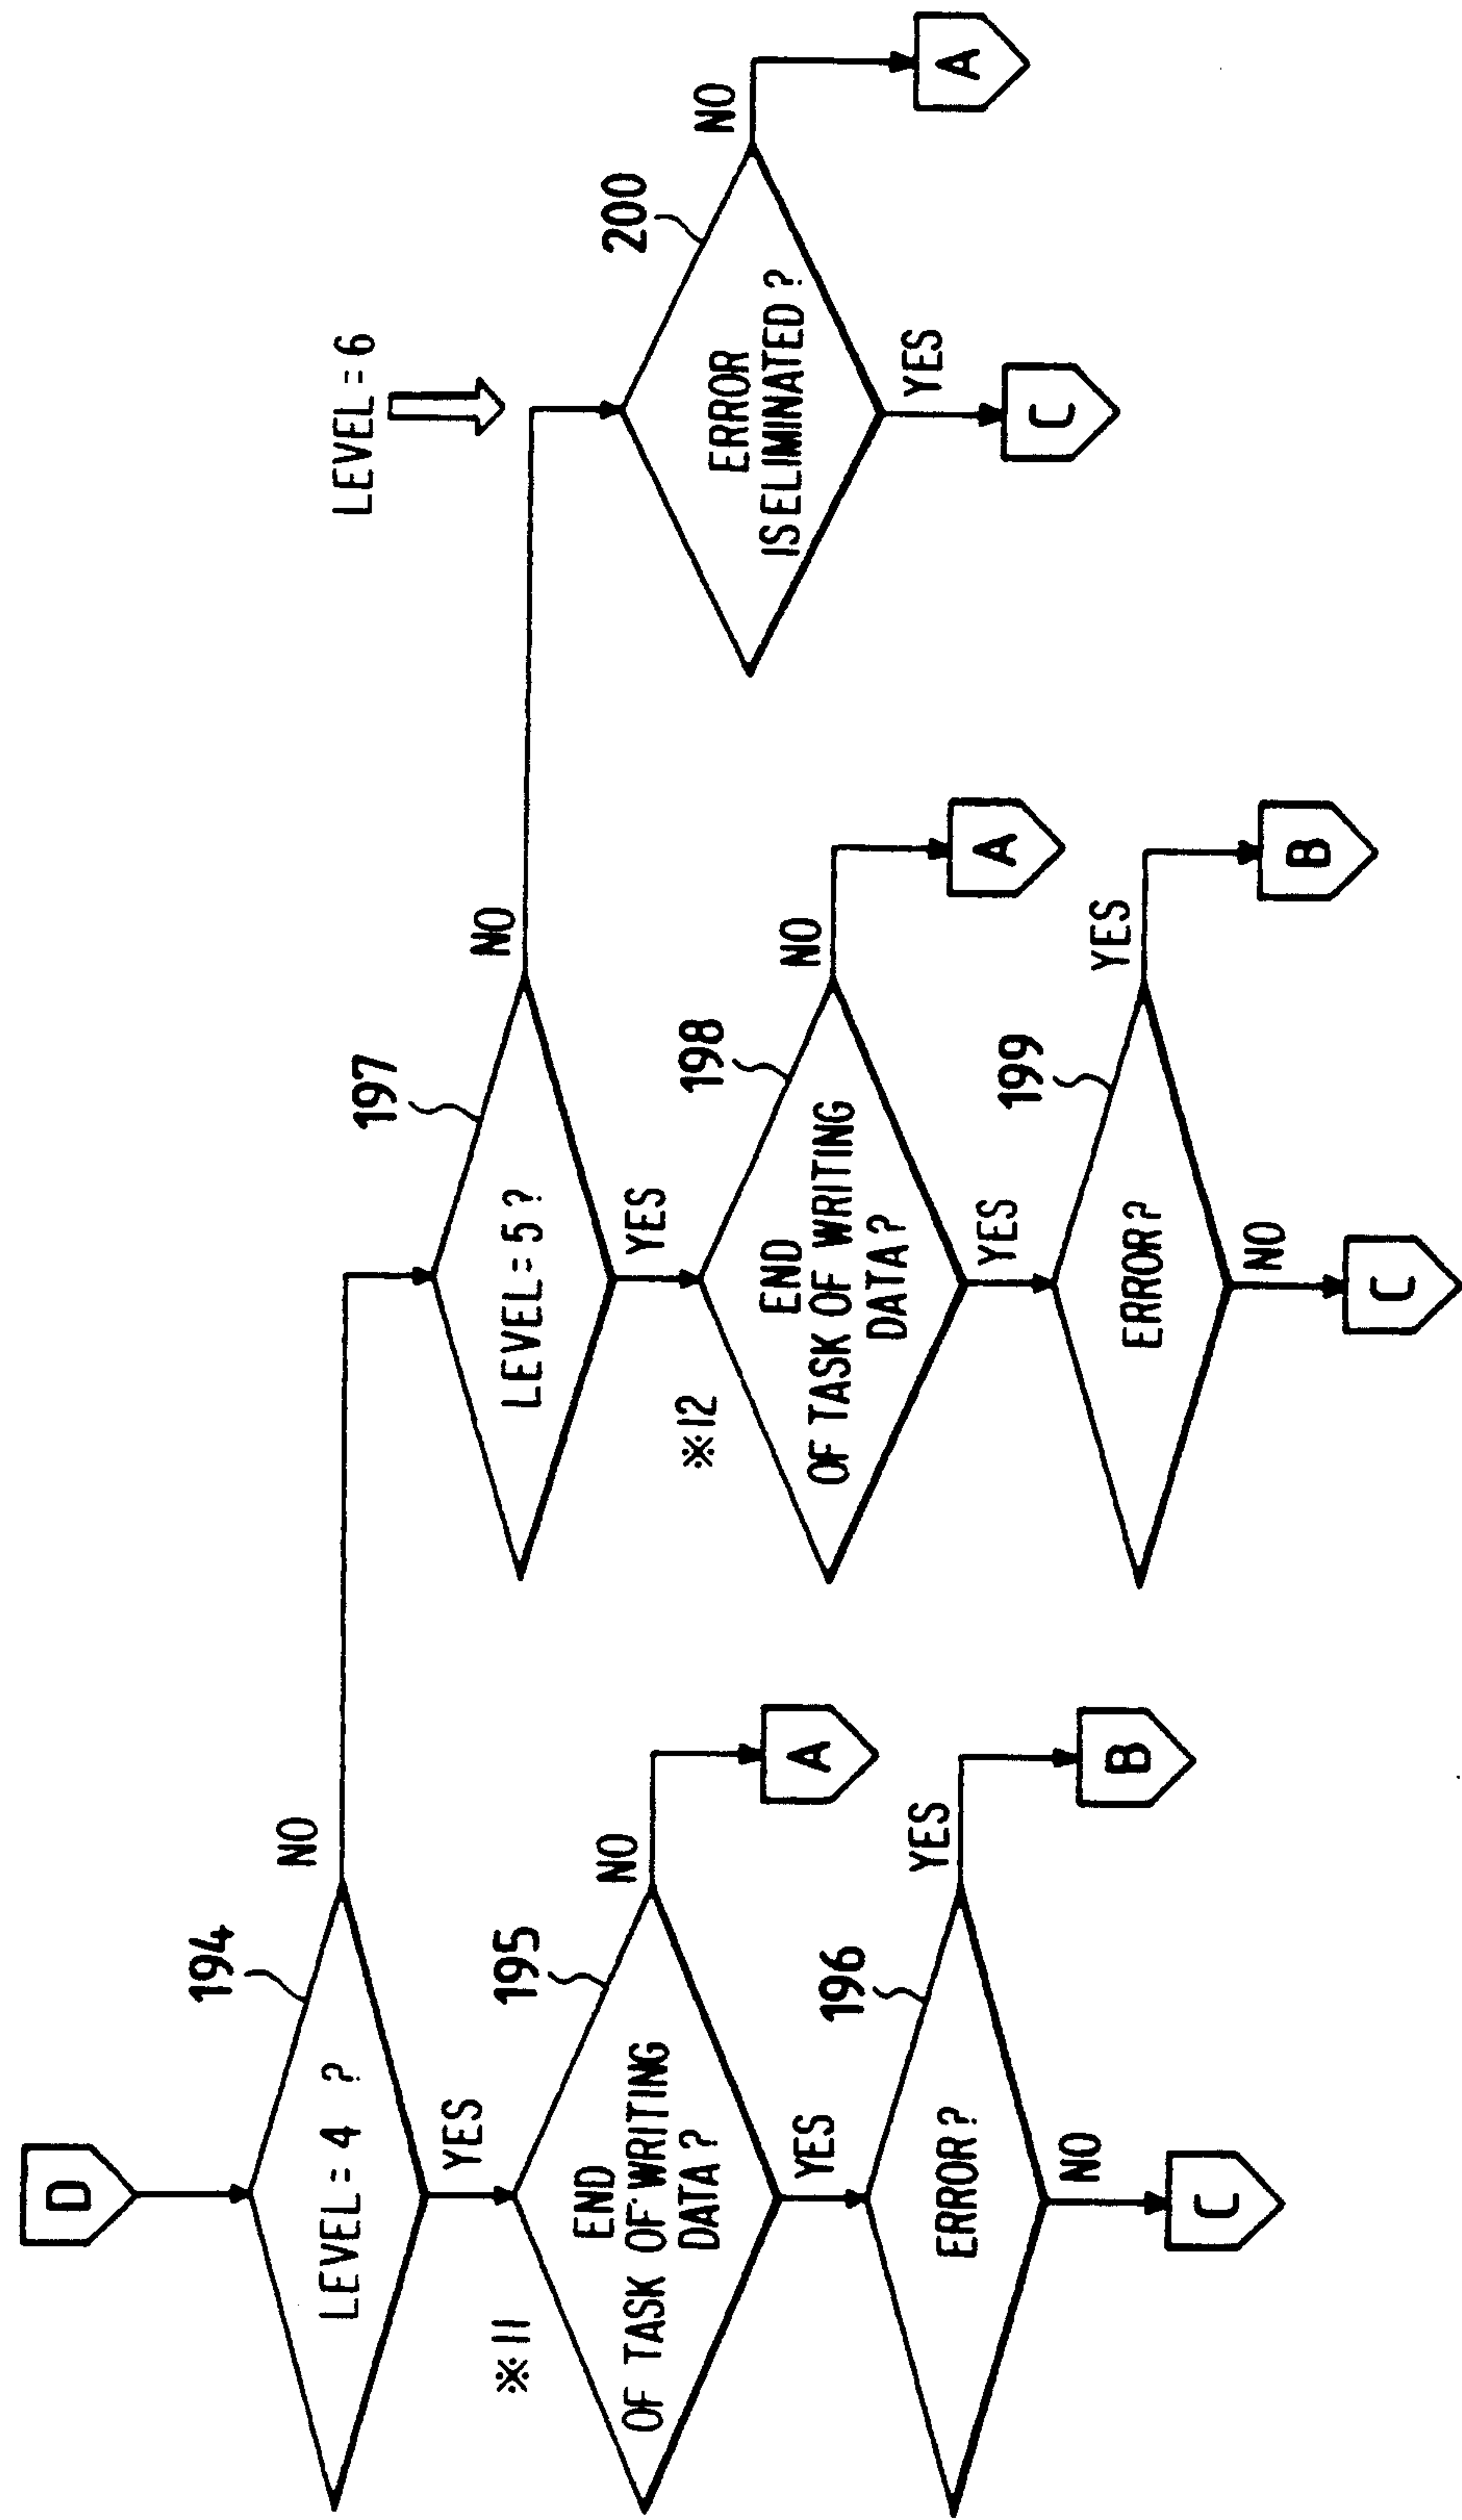 D
194
LEVEL=4 ?
NO
YES
※11
195
END
OF TASK OF WRITING
DATA?
NO
A
YES
196
ERROR?
YES
B
NO
C
197
LEVEL=5?
NO
YES
※12
198
END
OF TASK OF WRITING
DATA?
NO
A
YES
199
ERROR?
YES
B
NO
C
LEVEL=6
200
ERROR
ISELIMINATED?
NO
A
YES
C